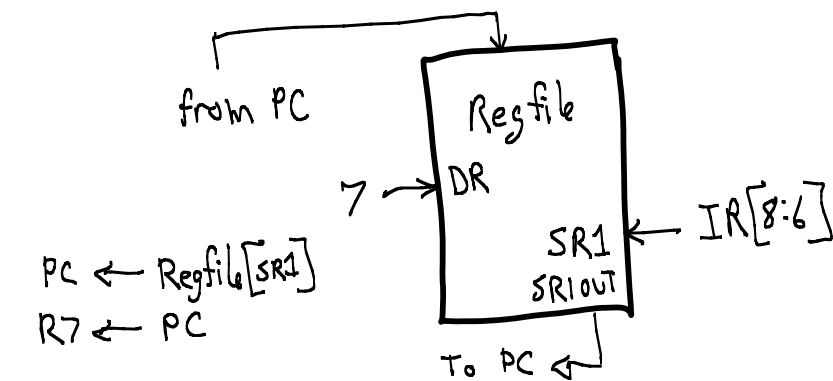 from PC
Regfile
7
DR
IR[8:6]
SR1
SR1OUT
PC ← Regfile[SR1]
R7 ← PC
To PC